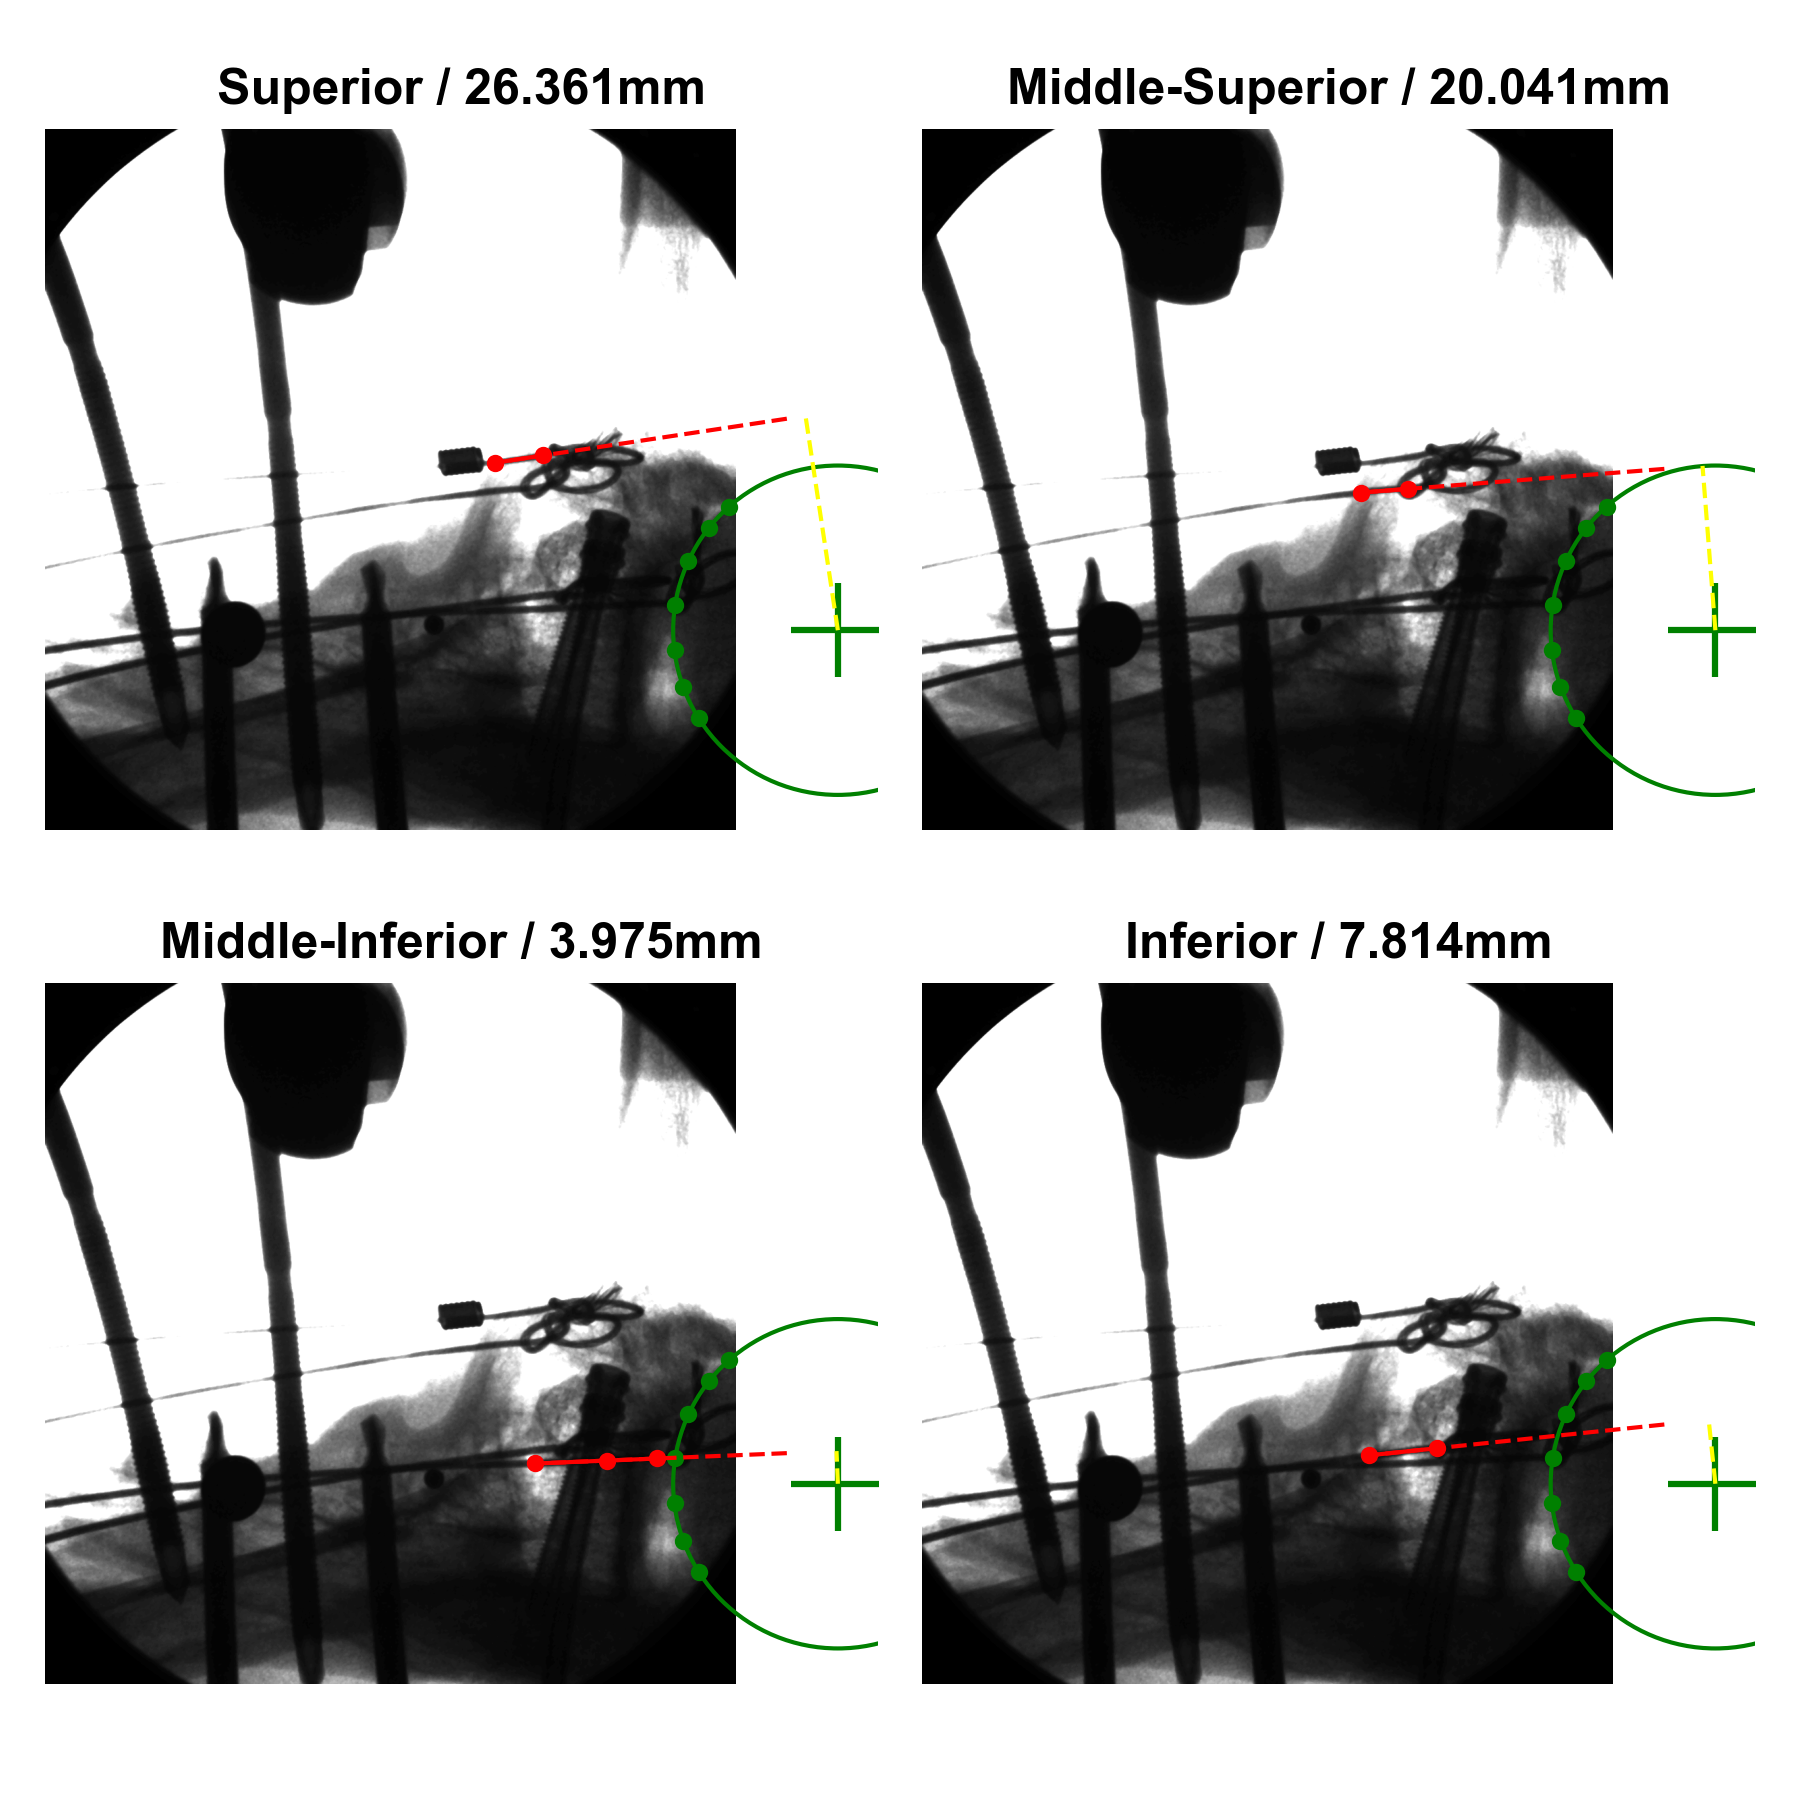 Superior / 26.361mm
Middle-Superior / 20.041mm
Middle-Inferior / 3.975mm
Inferior / 7.814mm